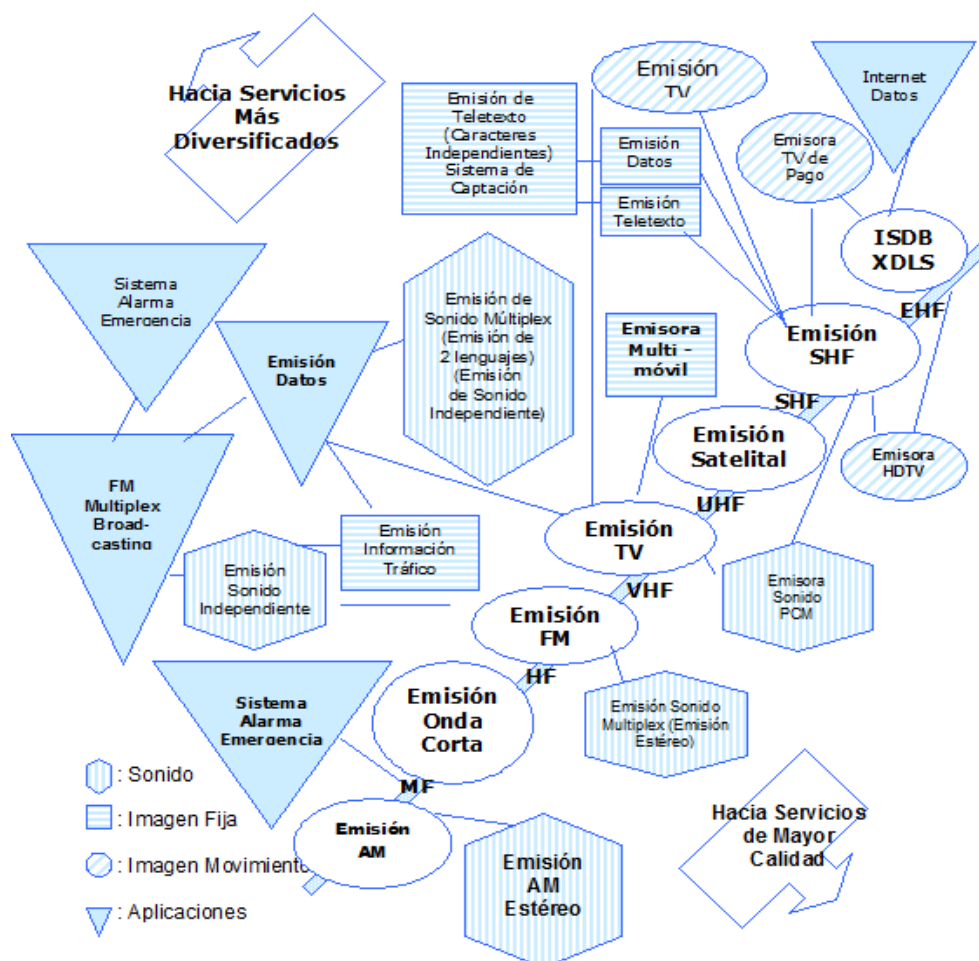 Hacia Servicios
Más
Diversificados
Emisión de
Teletexto
(Caracteres
Independientes)
Sistema de
Captación
Emisión
TV
Internet
Datos
Emisión
Datos
Emisora
TV de
Pago
Emisión
Teletexto
ISDB
XDLS
EHF
Sistema
Alarma
Emergencia
Emisión
Datos
Emisión de
Sonido Múltiplex
(Emisión de
2 lenguajes)
(Emisión
de Sonido
Independiente)
Emisora
Multi -
móvil
Emisión
SHF
SHF
Emisión
Satelital
Emisora
HDTV
FM
Multiplex
Broad-
casting
UHF
Emisión
TV
Emisión
Información
Tráfico
Emisión
Sonido
Independiente
VHF
Emisora
Sonido
PCM
Emisión
FM
HF
Sistema
Alarma
Emergencia
Emisión
Onda
Corta
Emisión Sonido
Multiplex (Emisión
Estéreo)
MF
: Sonido
: Imagen Fija
: Imagen Movimiento
: Aplicaciones
Emisión
AM
Emisión
AM
Estéreo
Hacia Servicios
de Mayor
Calidad